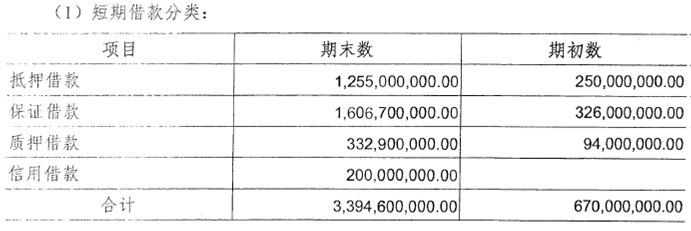 （1）短期借款分类：
项目 期末数 期初数
抵押借款 1,255,000,000.00 250,000,000.00
保证借款 1,606,700,000.00 326,000,000.00
质押借款 332,900,000.00 94,000,000.00
信用借款 200,000,000.00
合计 3,394,600,000.00 670,000,000.00